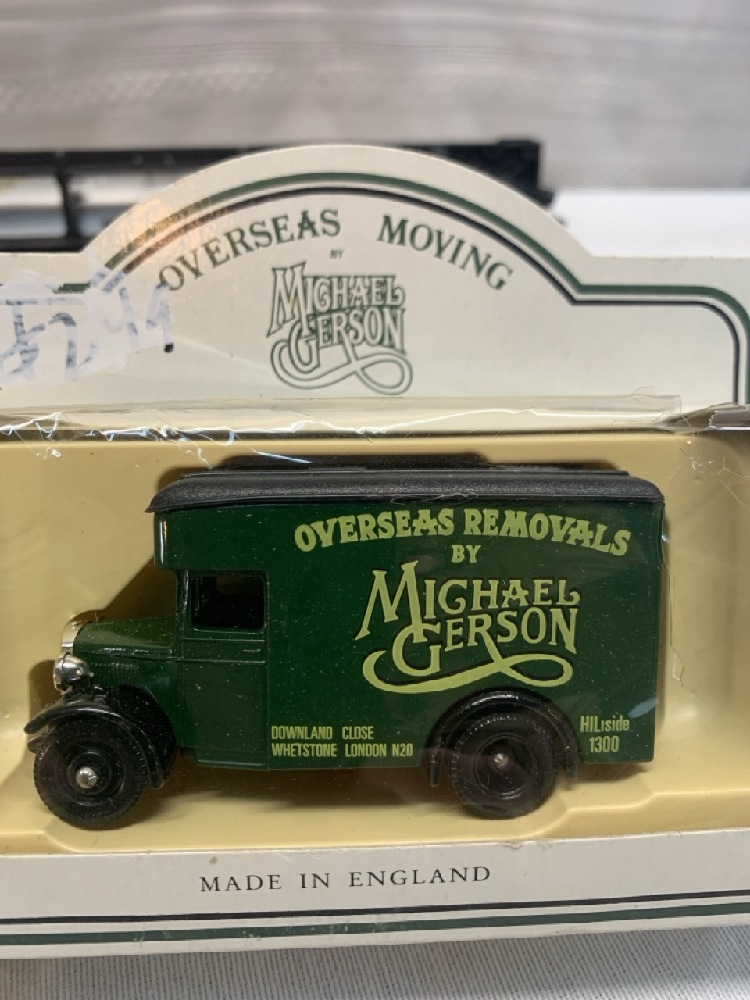 OVERSEAS MOVING
BY
MICHAEL
GERSON
OVERSEAS REMOVALS
BY
MICHAEL
GERSON
DOWNLAND CLOSE
WHETSTONE LONDON N20
HILlside
1300
MADE IN ENGLAND